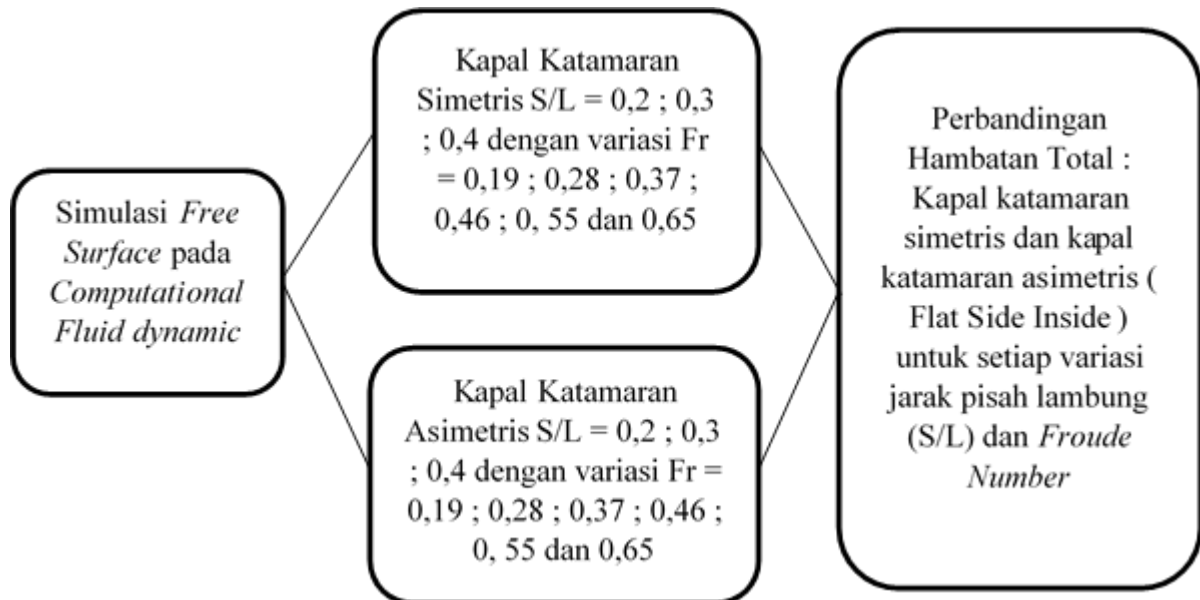 Simulasi Free
Surface pada
Computational
Fluid dynamic
Kapal Katamaran
Simetris S/L = 0,2 ; 0,3
; 0,4 dengan variasi Fr
= 0,19 ; 0,28 ; 0,37 ;
0,46 ; 0, 55 dan 0,65
Kapal Katamaran
Asimetris S/L = 0,2 ; 0,3
; 0,4 dengan variasi Fr =
0,19 ; 0,28 ; 0,37 ; 0,46 ;
0, 55 dan 0,65
Perbandingan
Hambatan Total :
Kapal katamaran
simetris dan kapal
katamaran asimetris (
Flat Side Inside )
untuk setiap variasi
jarak pisah lambung
(S/L) dan Froude
Number